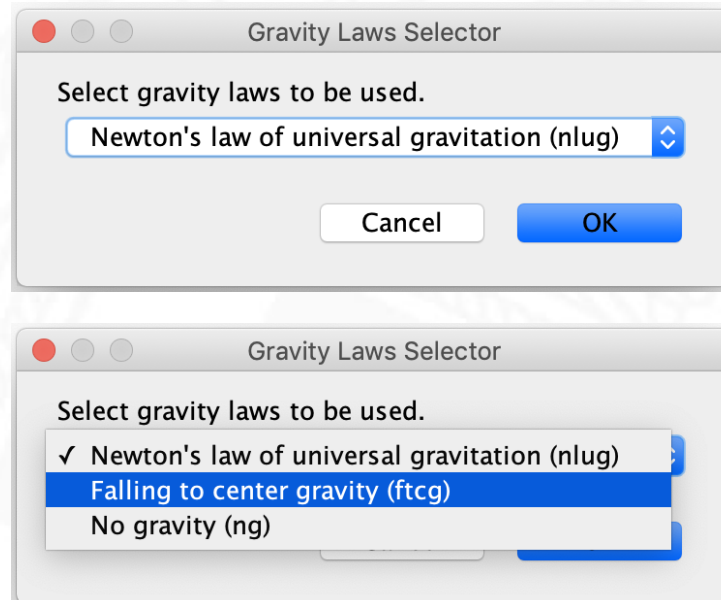 Gravity Laws Selector
Select gravity laws to be used.
Newton's law of universal gravitation (nlug)
Cancel OK
Gravity Laws Selector
Select gravity laws to be used.
✓ Newton's law of universal gravitation (nlug)
Falling to center gravity (ftcg)
No gravity (ng)